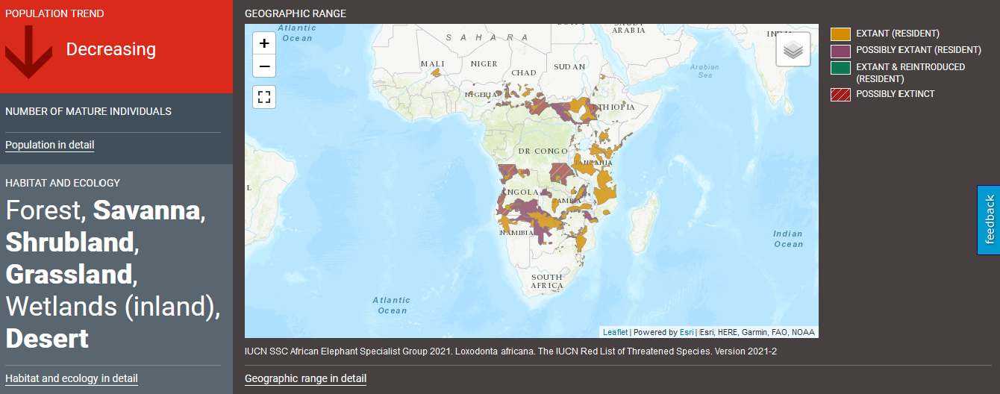 POPULATION TREND
Decreasing
NUMBER OF MATURE INDIVIDUALS
Population in detail
HABITAT AND ECOLOGY
Forest, Savanna,
Shrubland,
Grassland,
Wetlands (inland),
Desert
Habitat and ecology in detail
GEOGRAPHIC RANGE
+
−
Atlantic
Ocean
SAHARA
ARABIA
MALI
NIGER
CHAD
SUDAN
Arabian
Sea
NIGERIA
ETHIOPIA
DR CONGO
TANZANIA
L
NGOLA
ZAMBIA
NAMIBIA
Indian
Ocean
SOUTH
AFRICA
Atlantic
Ocean
Leaflet | Powered by Esri | Esri, HERE, Garmin, FAO, NOAA
IUCN SSC African Elephant Specialist Group 2021. Loxodonta africana. The IUCN Red List of Threatened Species. Version 2021-2
Geographic range in detail
EXTANT (RESIDENT)
POSSIBLY EXTANT (RESIDENT)
EXTANT & REINTRODUCED
(RESIDENT)
POSSIBLY EXTINCT
feedback